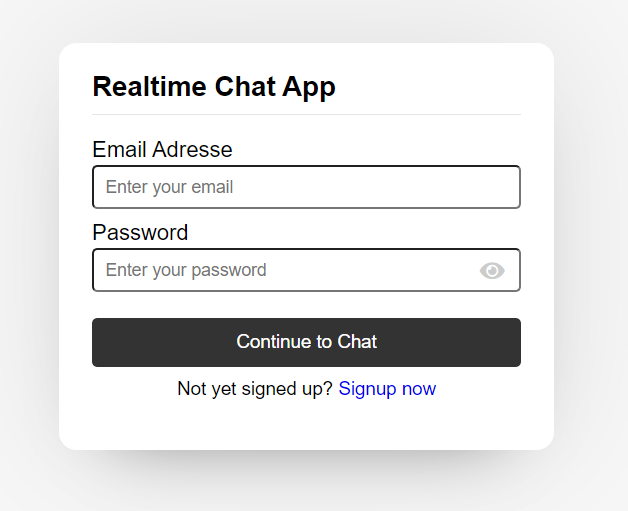 Realtime Chat App
Email Adresse
Enter your email
Password
Enter your password
Continue to Chat
Not yet signed up? Signup now